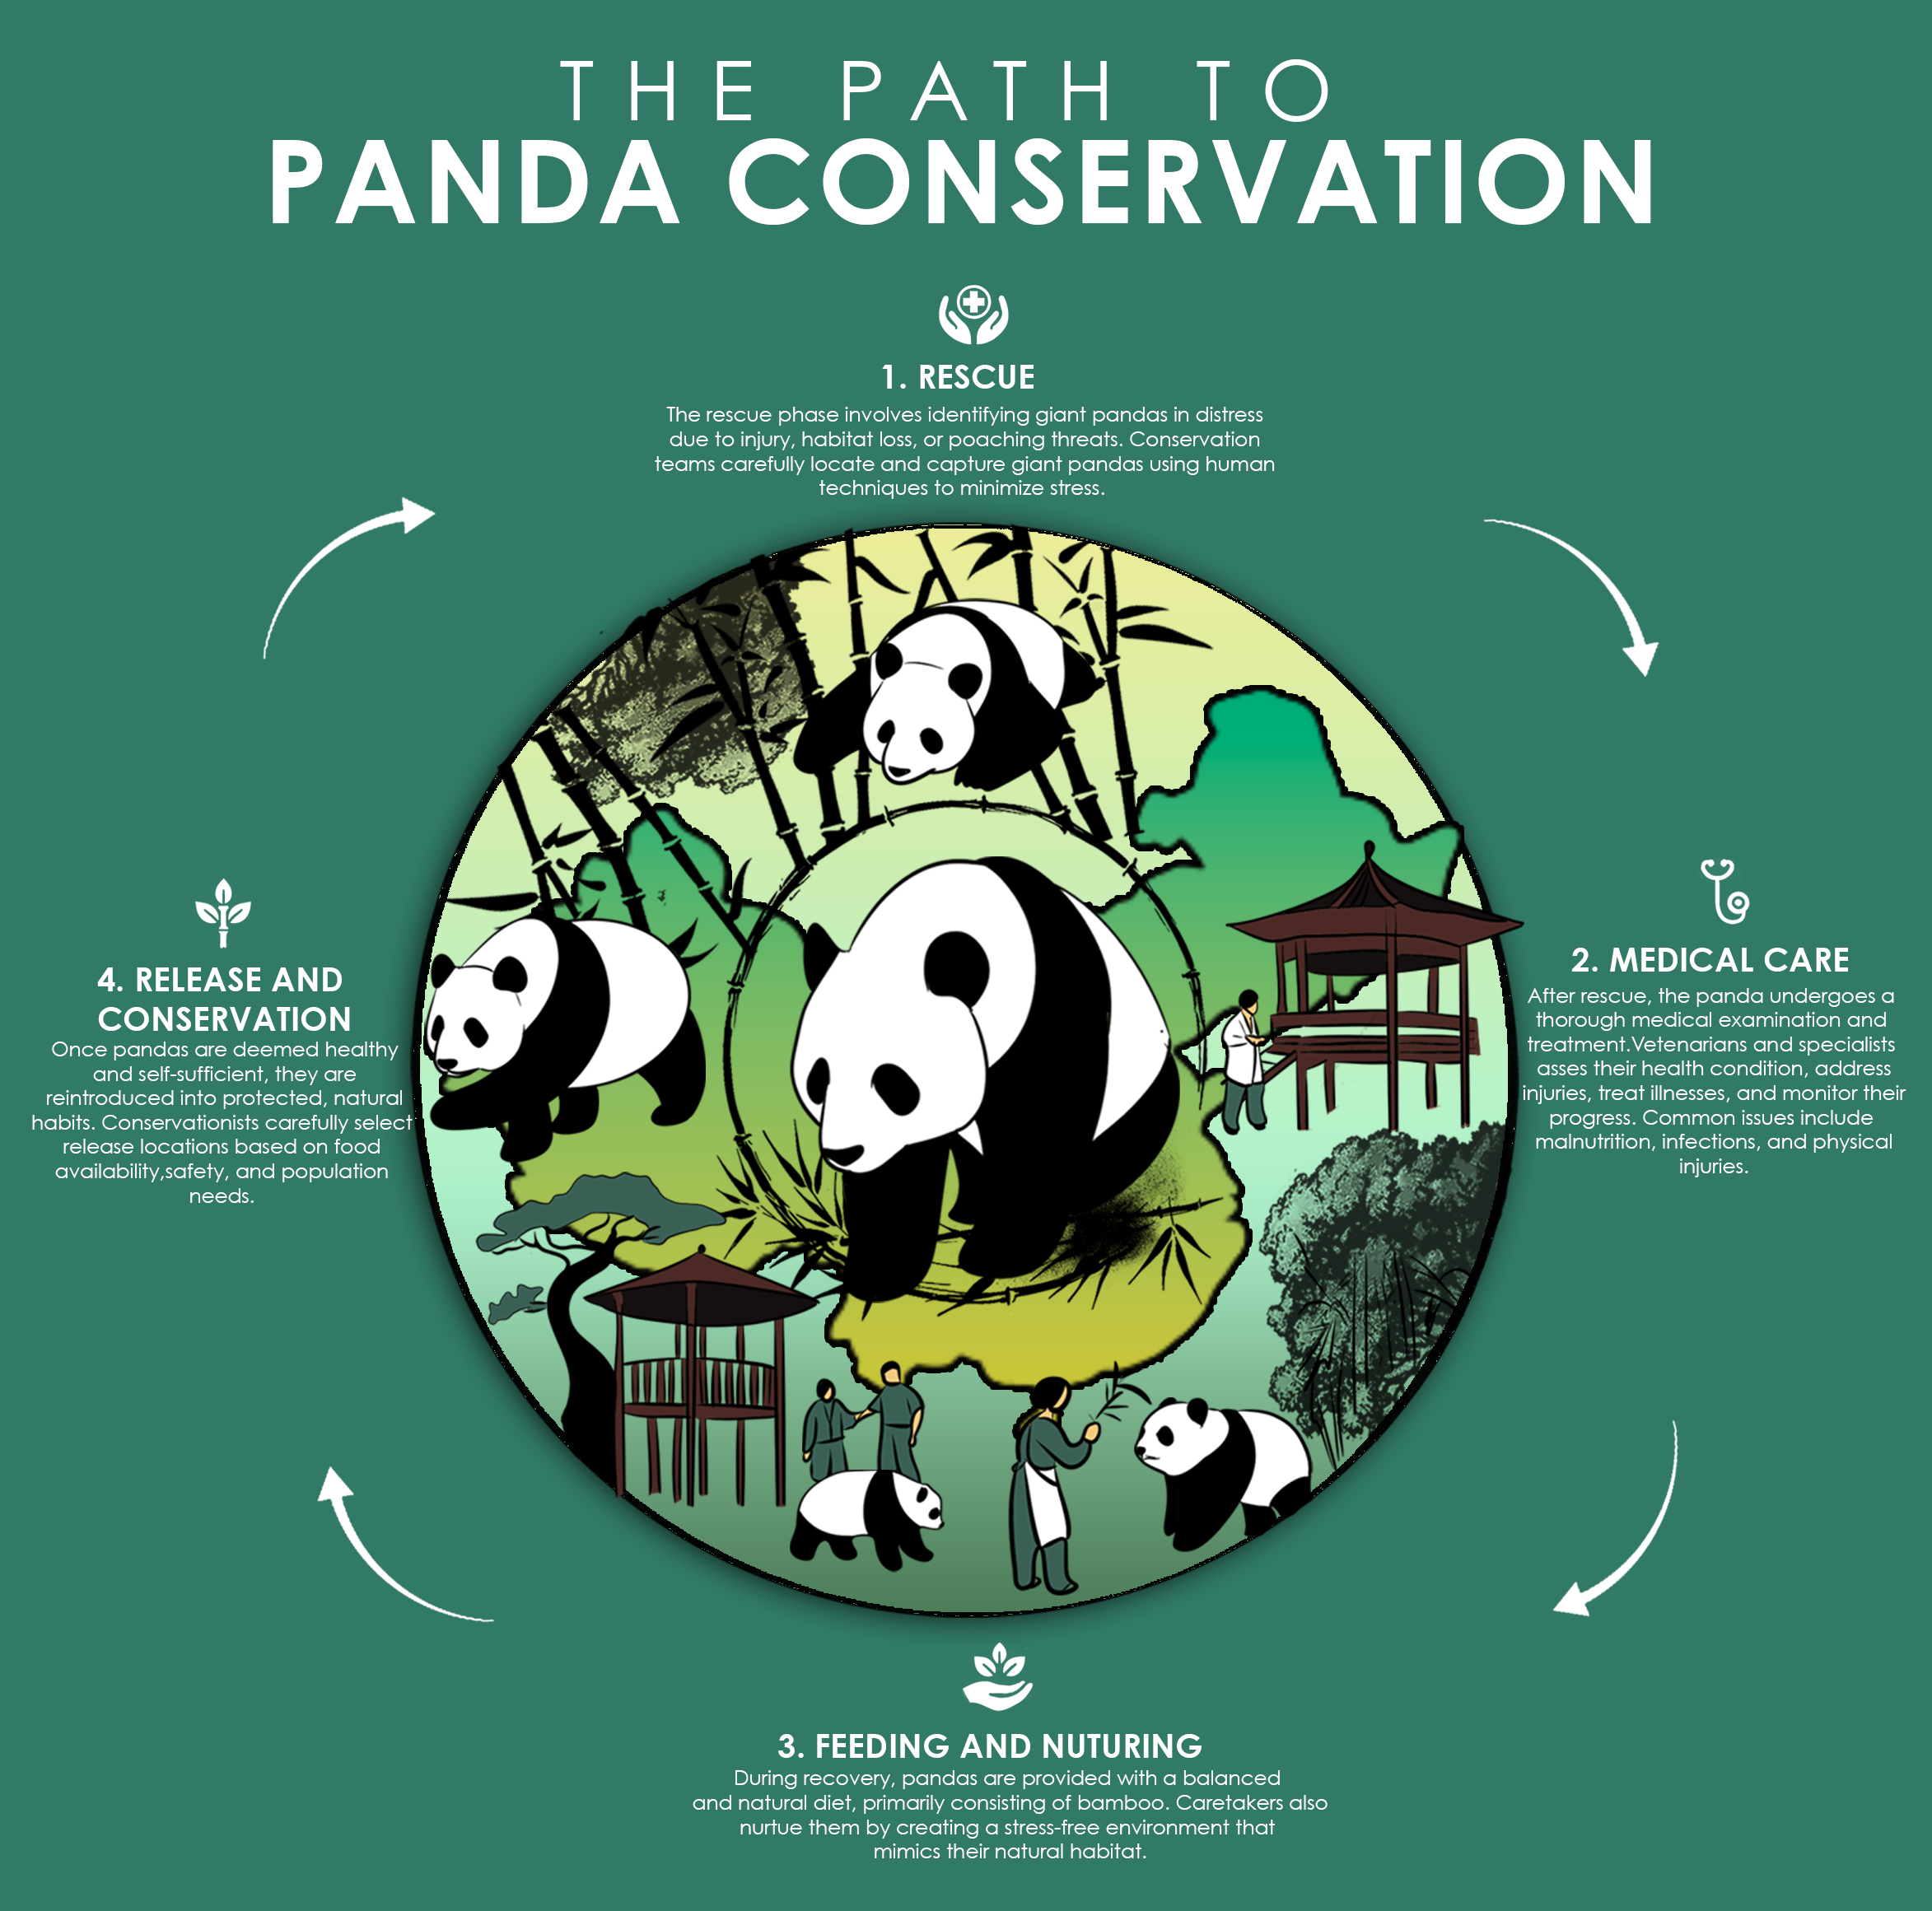 THE PATH TO
PANDA CONSERVATION
1. RESCUE
The rescue phase involves identifying giant pandas in distress
due to injury, habitat loss, or poaching threats. Conservation
teams carefully locate and capture giant pandas using human
techniques to minimize stress.
2. MEDICAL CARE
After rescue, the panda undergoes a
thorough medical examination and
treatment.Vetenarians and specialists
asses their health condition, address
injuries, treat illnesses, and monitor their
progress. Common issues include
malnutrition, infections, and physical
injuries.
3. FEEDING AND NUTURING
During recovery, pandas are provided with a balanced
and natural diet, primarily consisting of bamboo. Caretakers also
nurtue them by creating a stress-free environment that
mimics their natural habitat.
4. RELEASE AND
CONSERVATION
Once pandas are deemed healthy
and self-sufficient, they are
reintroduced into protected, natural
habits. Conservationists carefully select
release locations based on food
availability,safety, and population
needs.